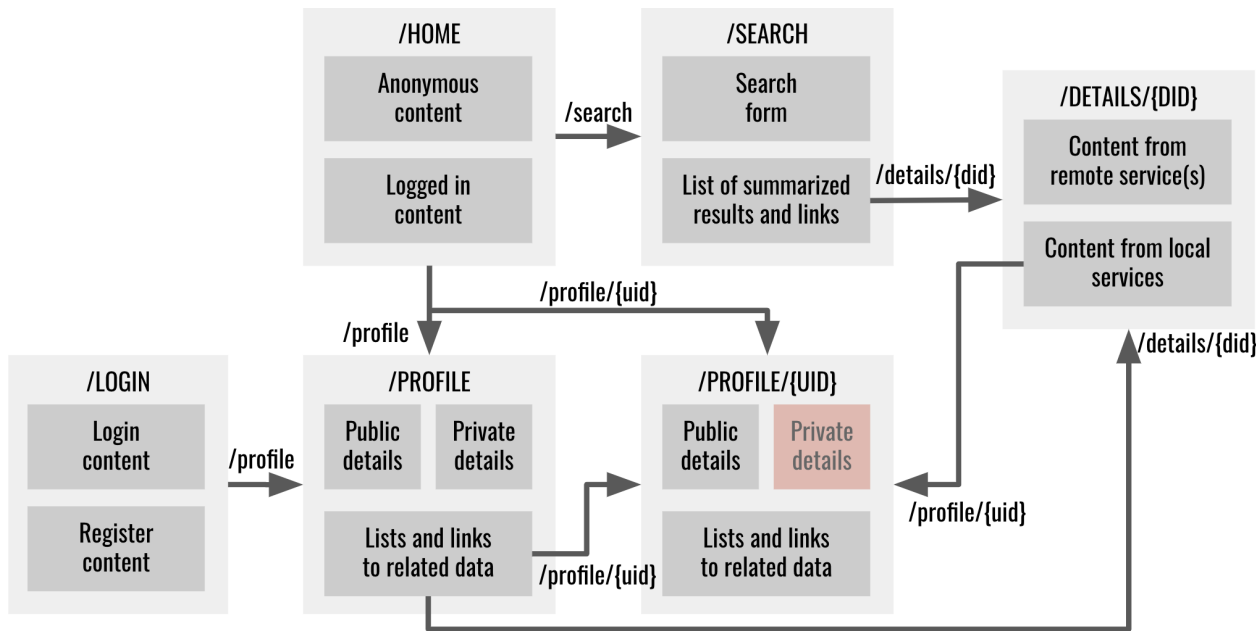 /HOME
Anonymous
content
Logged in
content
/search
/SEARCH
Search
form
List of summarized
results and links
/details/{did}
/DETAILS/{DID}
Content from
remote service(s)
Content from local
services
/profile/{uid}
/profile
/details/{did}
/LOGIN
Login
content
Register
content
/profile
/PROFILE
Public
details
Private
details
Lists and links
to related data
/profile/{uid}
/PROFILE/{UID}
Public
details
Private
details
Lists and links
to related data
/profile/{uid}